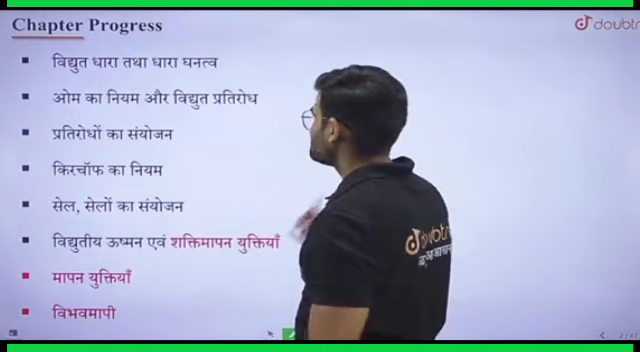 Chapter Progress
doubtn
विद्युत धारा तथा धारा घनत्व
ओम का नियम और विद्युत प्रतिरोध
प्रतिरोधों का संयोजन
किरचॉफ का नियम
सेल, सेलों का संयोजन
विद्युतीय ऊष्मन एवं शक्तिमापन युक्तियाँ
मापन युक्तियाँ
विभवमापी